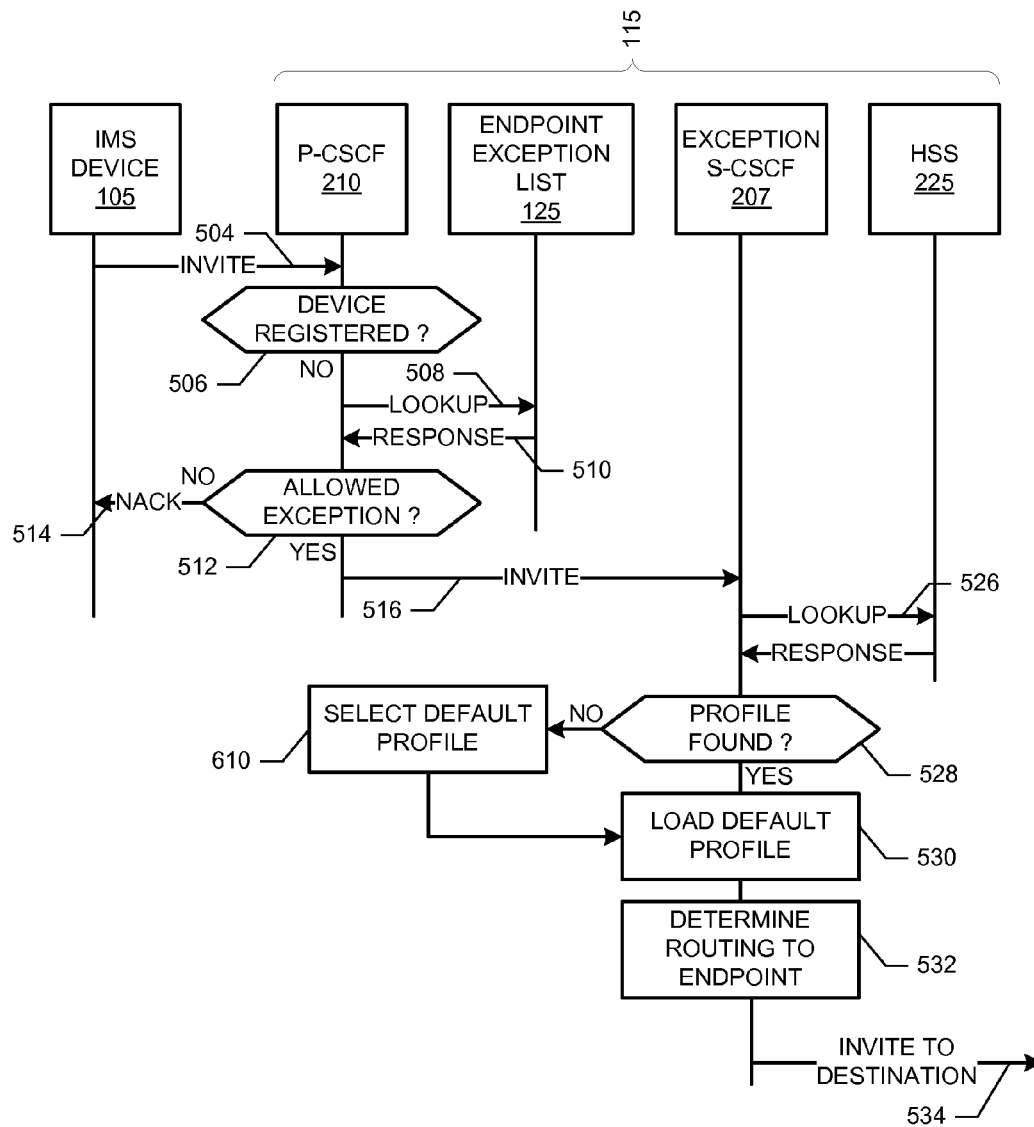 115
IMS
DEVICE
105
P-CSCF
210
ENDPOINT
EXCEPTION
LIST
125
EXCEPTION
S-CSCF
207
HSS
225
504
INVITE
DEVICE
REGISTERED ?
506
NO
508
LOOKUP
RESPONSE
510
NO
ALLOWED
EXCEPTION ?
NACK
514
512
YES
INVITE
516
526
LOOKUP
RESPONSE
SELECT DEFAULT
PROFILE
610
NO
PROFILE
FOUND ?
528
YES
LOAD DEFAULT
PROFILE
530
DETERMINE
ROUTING TO
ENDPOINT
532
INVITE TO
DESTINATION
534